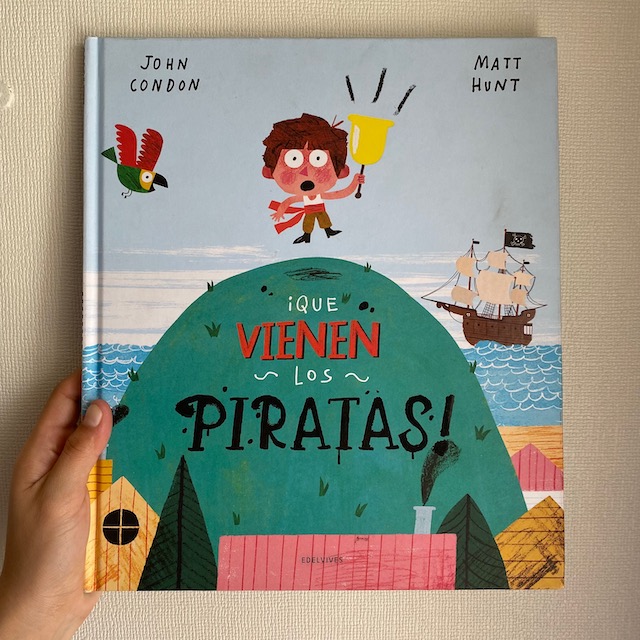 JOHN
CONDON
MATT
HUNT
¡QUE
VIENEN
LOS
PIRATAS!
EDELVIVES